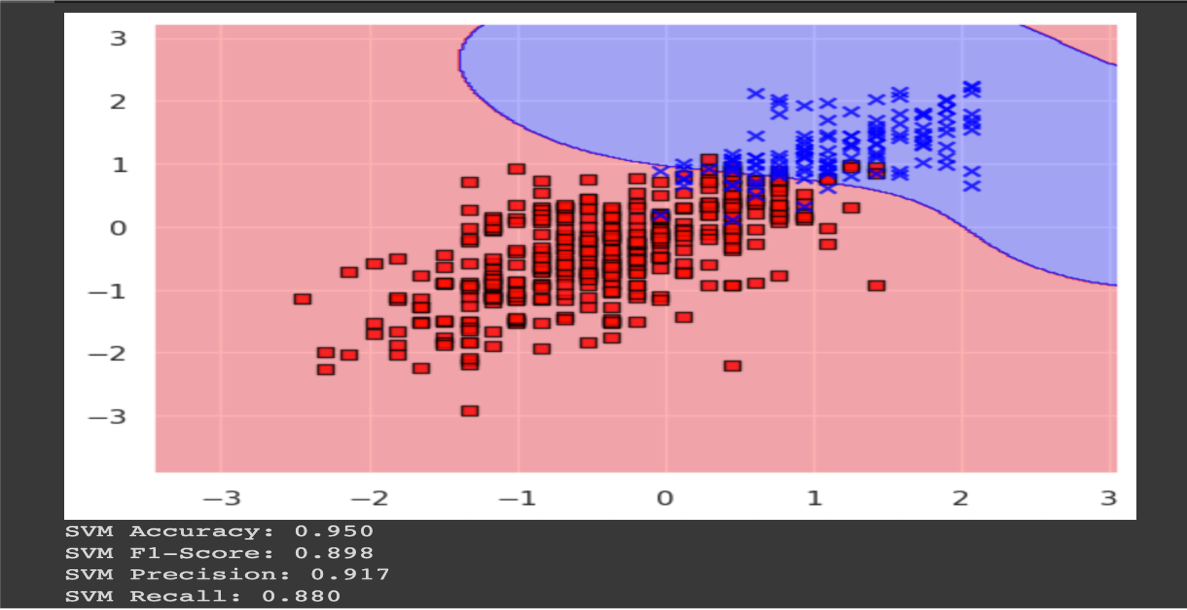 3
2
1
0
−1
−2
−3
−3 −2 −1 0 1 2 3
SVM Accuracy: 0.950
SVM F1-Score: 0.898
SVM Precision: 0.917
SVM Recall: 0.880